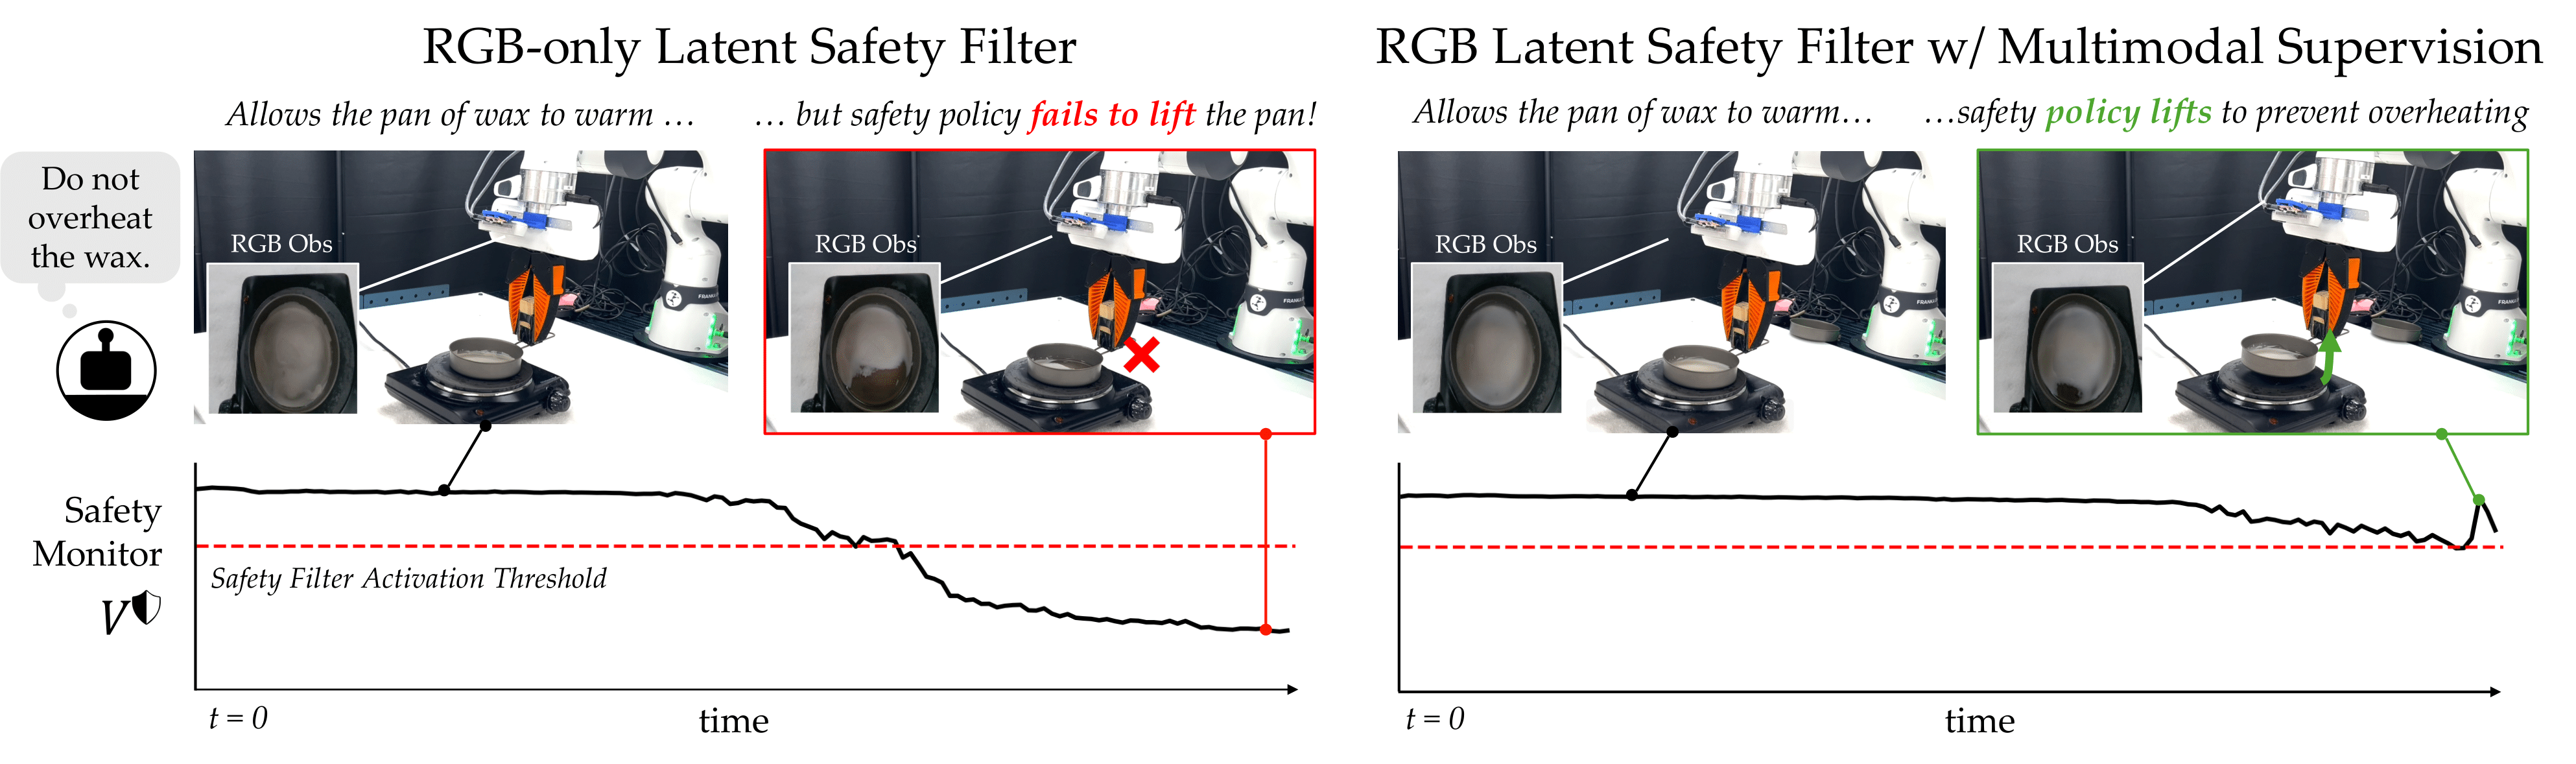 RGB-only Latent Safety Filter
Allows the pan of wax to warm …
… but safety policy fails to lift the pan!
Do not
overheat
the wax.
RGB Obs
RGB Obs
FRANKA
Safety
Monitor
V
Safety Filter Activation Threshold
t = 0
time
RGB Latent Safety Filter w/ Multimodal Supervision
Allows the pan of wax to warm…
…safety policy lifts to prevent overheating
RGB Obs
RGB Obs
FRANKA
FRANKA
t = 0
time